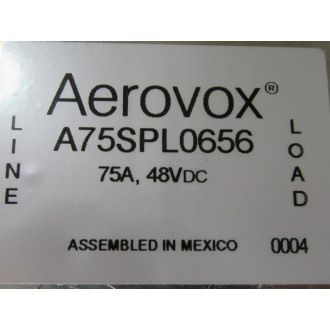 Aerovox®
A75SPL0656
75A, 48VDC
LINE
LOAD
ASSEMBLED IN MEXICO 0004